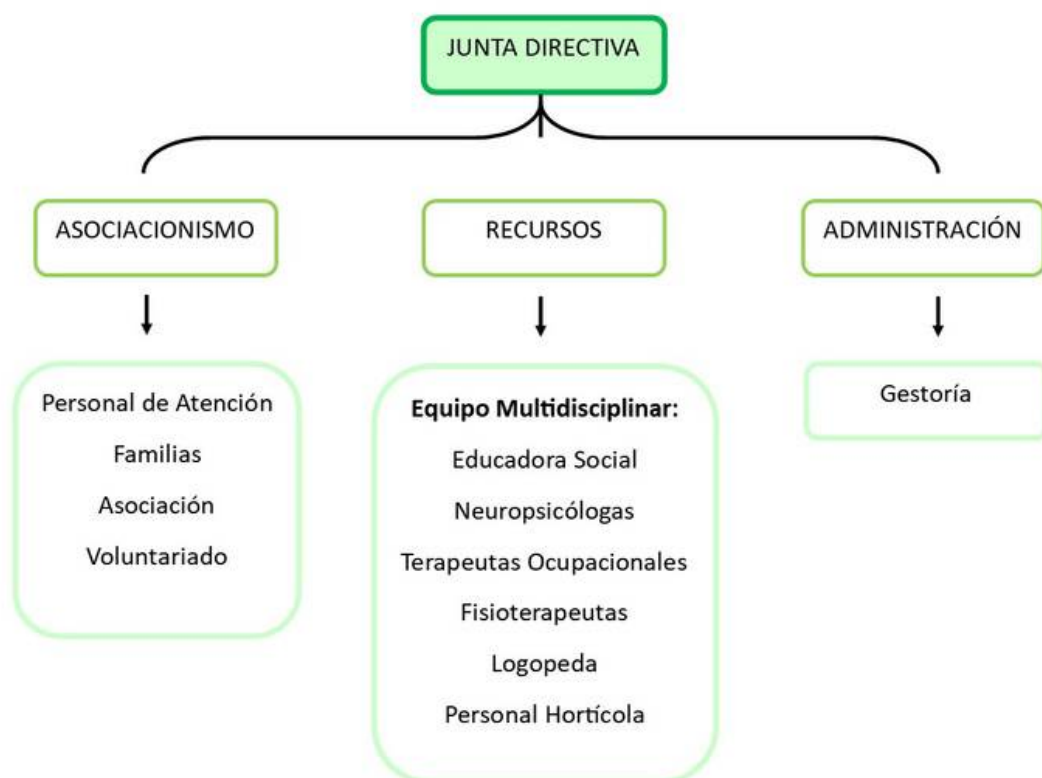 JUNTA DIRECTIVA
ASOCIACIONISMO
RECURSOS
ADMINISTRACIÓN
Personal de Atención
Familias
Asociación
Voluntariado
Equipo Multidisciplinar:
Educadora Social
Neuropsicólogas
Terapeutas Ocupacionales
Fisioterapeutas
Logopeda
Personal Hortícola
Gestoría